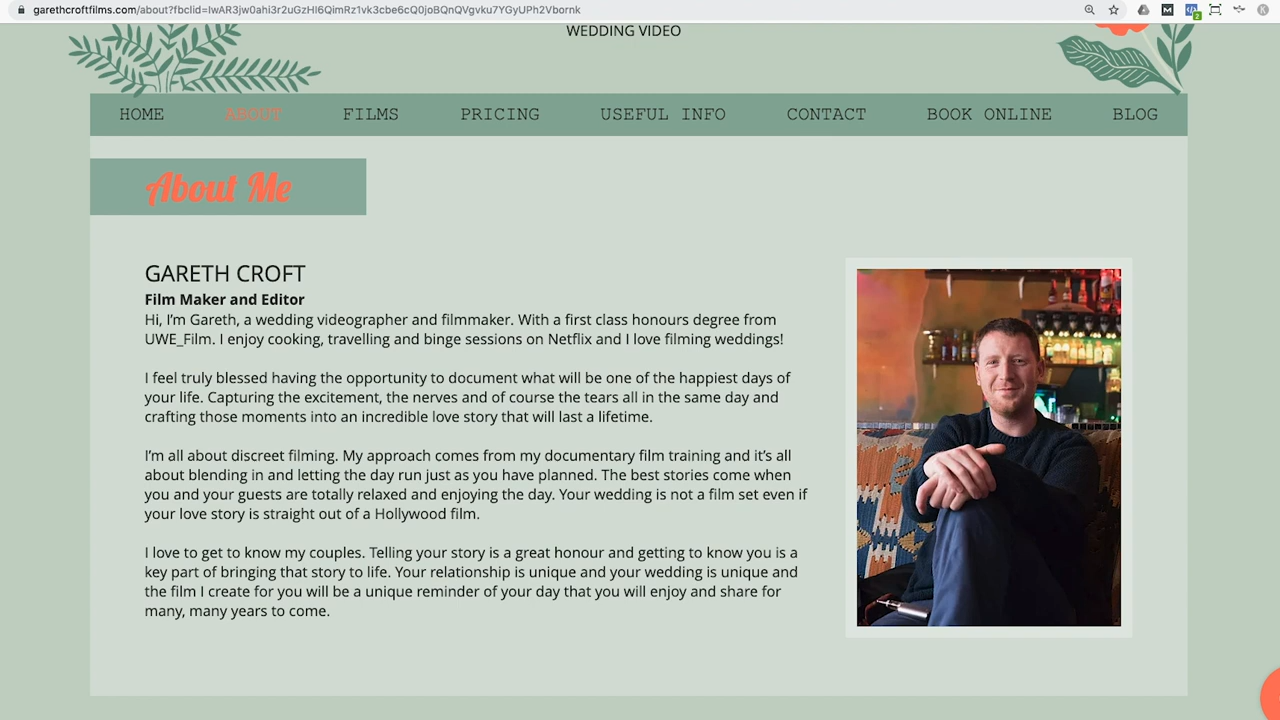 garethcroftfilms.com/about?fbclid=IwAR3jw0ahi3r2uGzHl6QimRz1vk3cbe6cQ0joBQnQVgvku7YGyUPh2Vbornk
WEDDING VIDEO
HOME ABOUT FILMS PRICING USEFUL INFO CONTACT BOOK ONLINE BLOG
About Me
GARETH CROFT
Film Maker and Editor
Hi, I'm Gareth, a wedding videographer and filmmaker. With a first class honours degree from
UWE_Film. I enjoy cooking, travelling and binge sessions on Netflix and I love filming weddings!
I feel truly blessed having the opportunity to document what will be one of the happiest days of
your life. Capturing the excitement, the nerves and of course the tears all in the same day and
crafting those moments into an incredible love story that will last a lifetime.
I'm all about discreet filming. My approach comes from my documentary film training and it's all
about blending in and letting the day run just as you have planned. The best stories come when
you and your guests are totally relaxed and enjoying the day. Your wedding is not a film set even if
your love story is straight out of a Hollywood film.
I love to get to know my couples. Telling your story is a great honour and getting to know you is a
key part of bringing that story to life. Your relationship is unique and your wedding is unique and
the film I create for you will be a unique reminder of your day that you will enjoy and share for
many, many years to come.